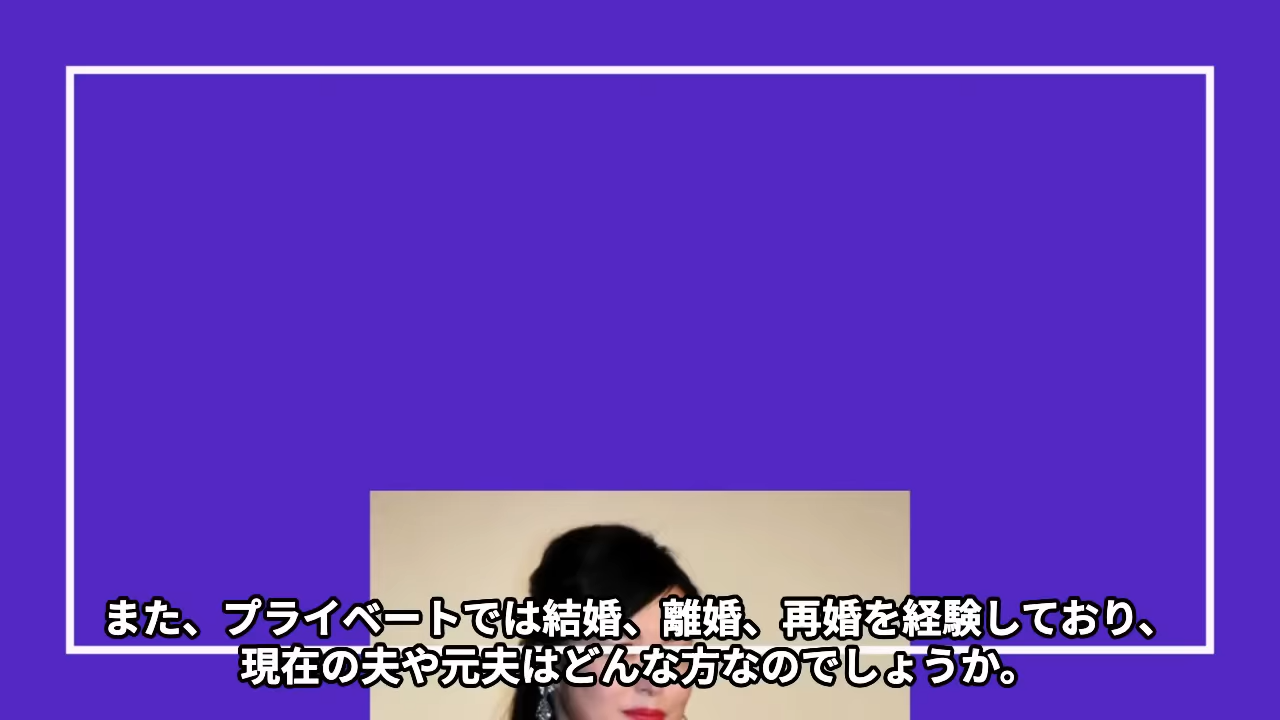 また、プライベートでは結婚、離婚、再婚を経験しており、
現在の夫や元夫はどんな方なのでしょうか。